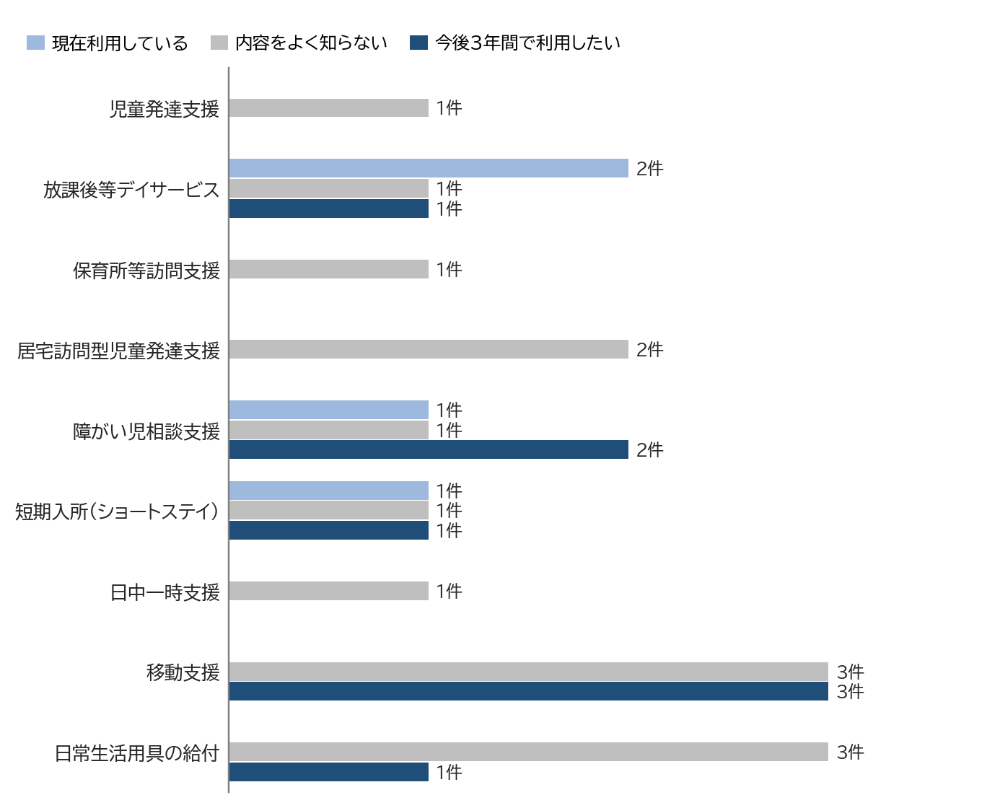 現在利用している 内容をよく知らない 今後3年間で利用したい
児童発達支援 1件
放課後等デイサービス 2件
1件
1件
保育所等訪問支援 1件
居宅訪問型児童発達支援 2件
障がい児相談支援 1件
1件
2件
短期入所(ショートステイ) 1件
1件
1件
日中一時支援 1件
移動支援 3件
3件
日常生活用具の給付 3件
1件